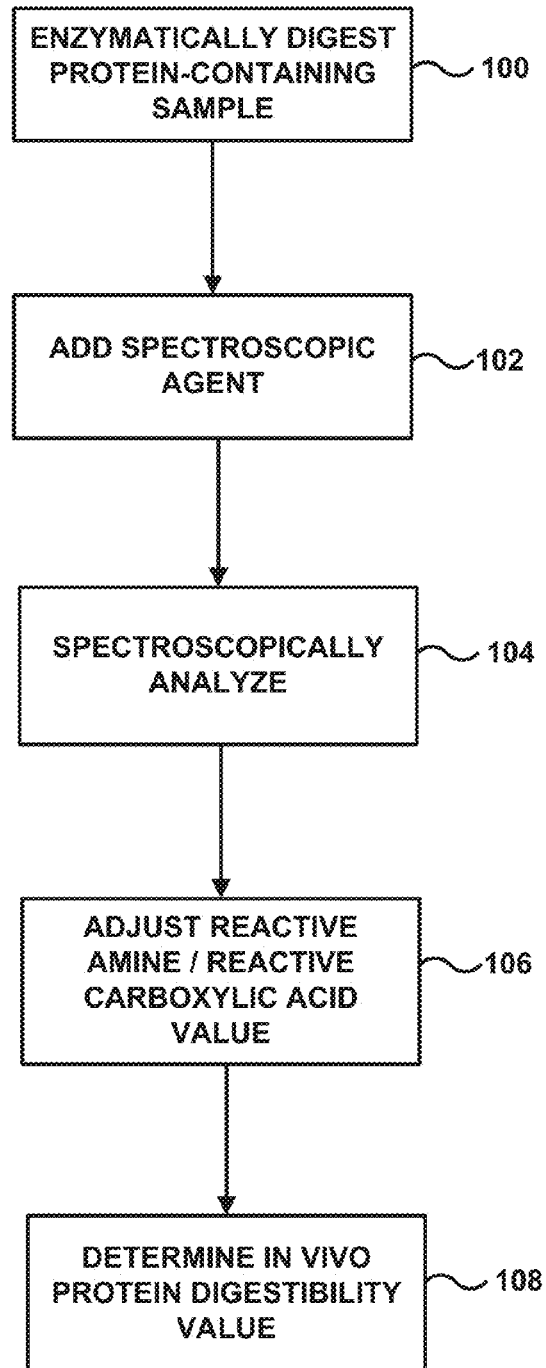 ENZYMATICALLY DIGEST
PROTEIN-CONTAINING
SAMPLE
100
ADD SPECTROSCOPIC
AGENT
102
SPECTROSCOPICALLY
ANALYZE
104
ADJUST REACTIVE
AMINE / REACTIVE
CARBOXYLIC ACID
VALUE
106
DETERMINE IN VIVO
PROTEIN DIGESTIBILITY
VALUE
108